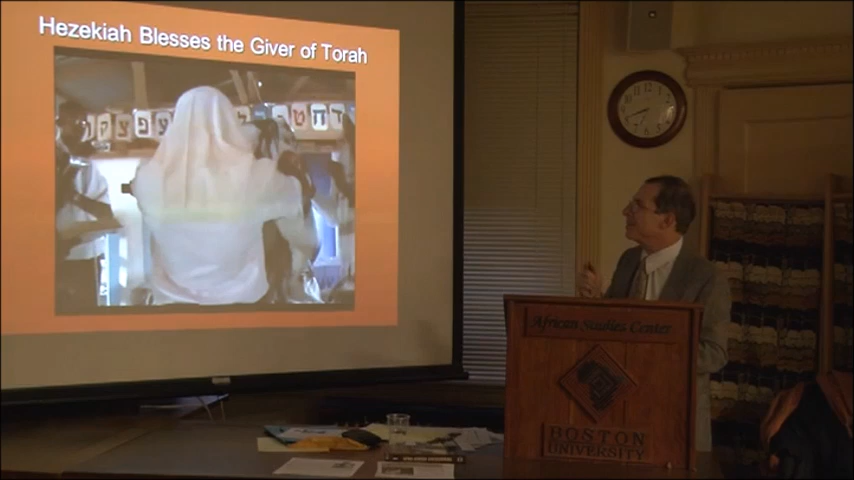 Hezekiah Blesses the Giver of Torah
ח ט ל ע פ צ ק
African Studies Center
BOSTON
UNIVERSITY